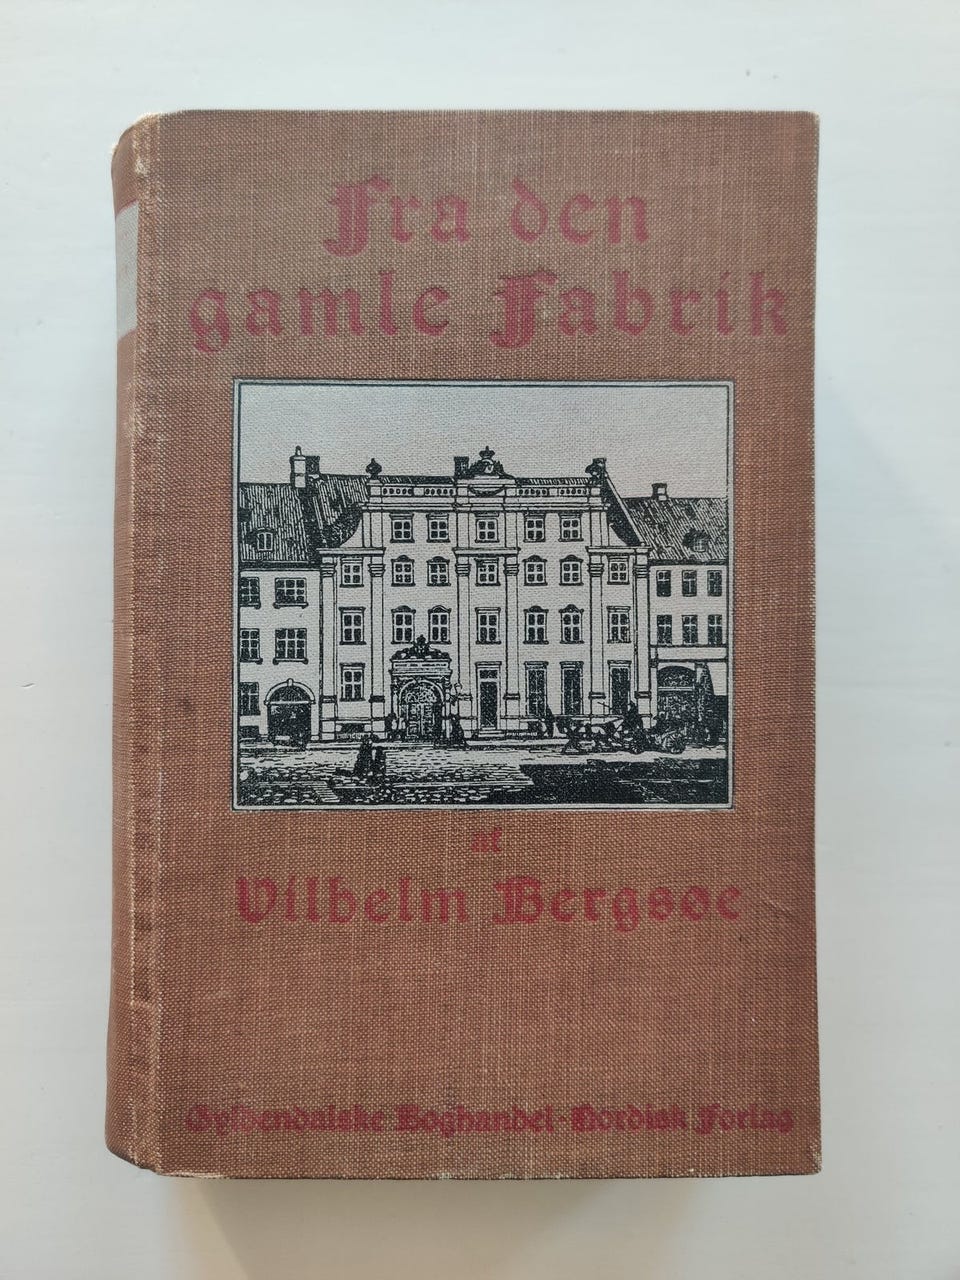 Fra den
gamle Fabrik
af
Vilhelm Bergsøe
Gyldendalske Boghandel-Nordisk Forlag